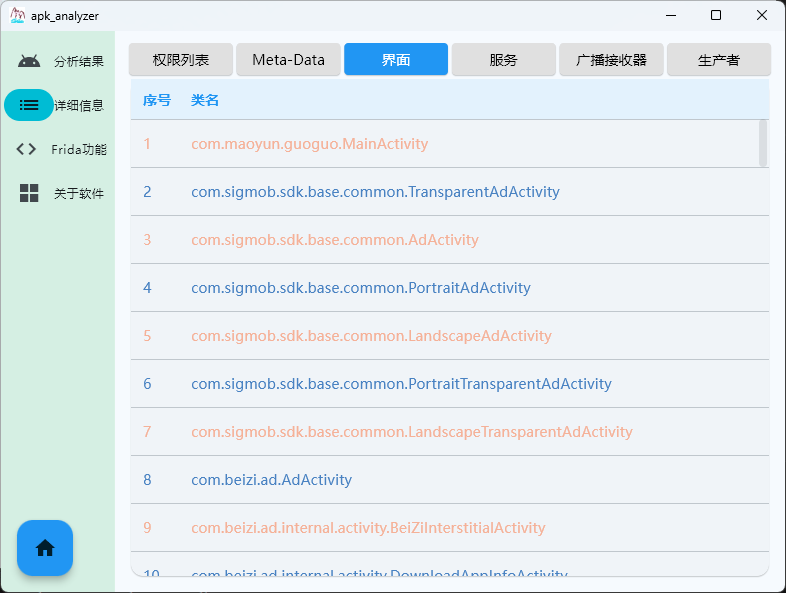 apk_analyzer
分析结果
详细信息
Frida功能
关于软件
权限列表 Meta-Data 界面 服务 广播接收器 生产者
序号 类名
1 com.maoyun.guoguo.MainActivity
2 com.sigmob.sdk.base.common.TransparentAdActivity
3 com.sigmob.sdk.base.common.AdActivity
4 com.sigmob.sdk.base.common.PortraitAdActivity
5 com.sigmob.sdk.base.common.LandscapeAdActivity
6 com.sigmob.sdk.base.common.PortraitTransparentAdActivity
7 com.sigmob.sdk.base.common.LandscapeTransparentAdActivity
8 com.beizi.ad.AdActivity
9 com.beizi.ad.internal.activity.BeiZiInterstitialActivity
10 com.beizi.ad.internal.activity.DownloadAppInfoActivity